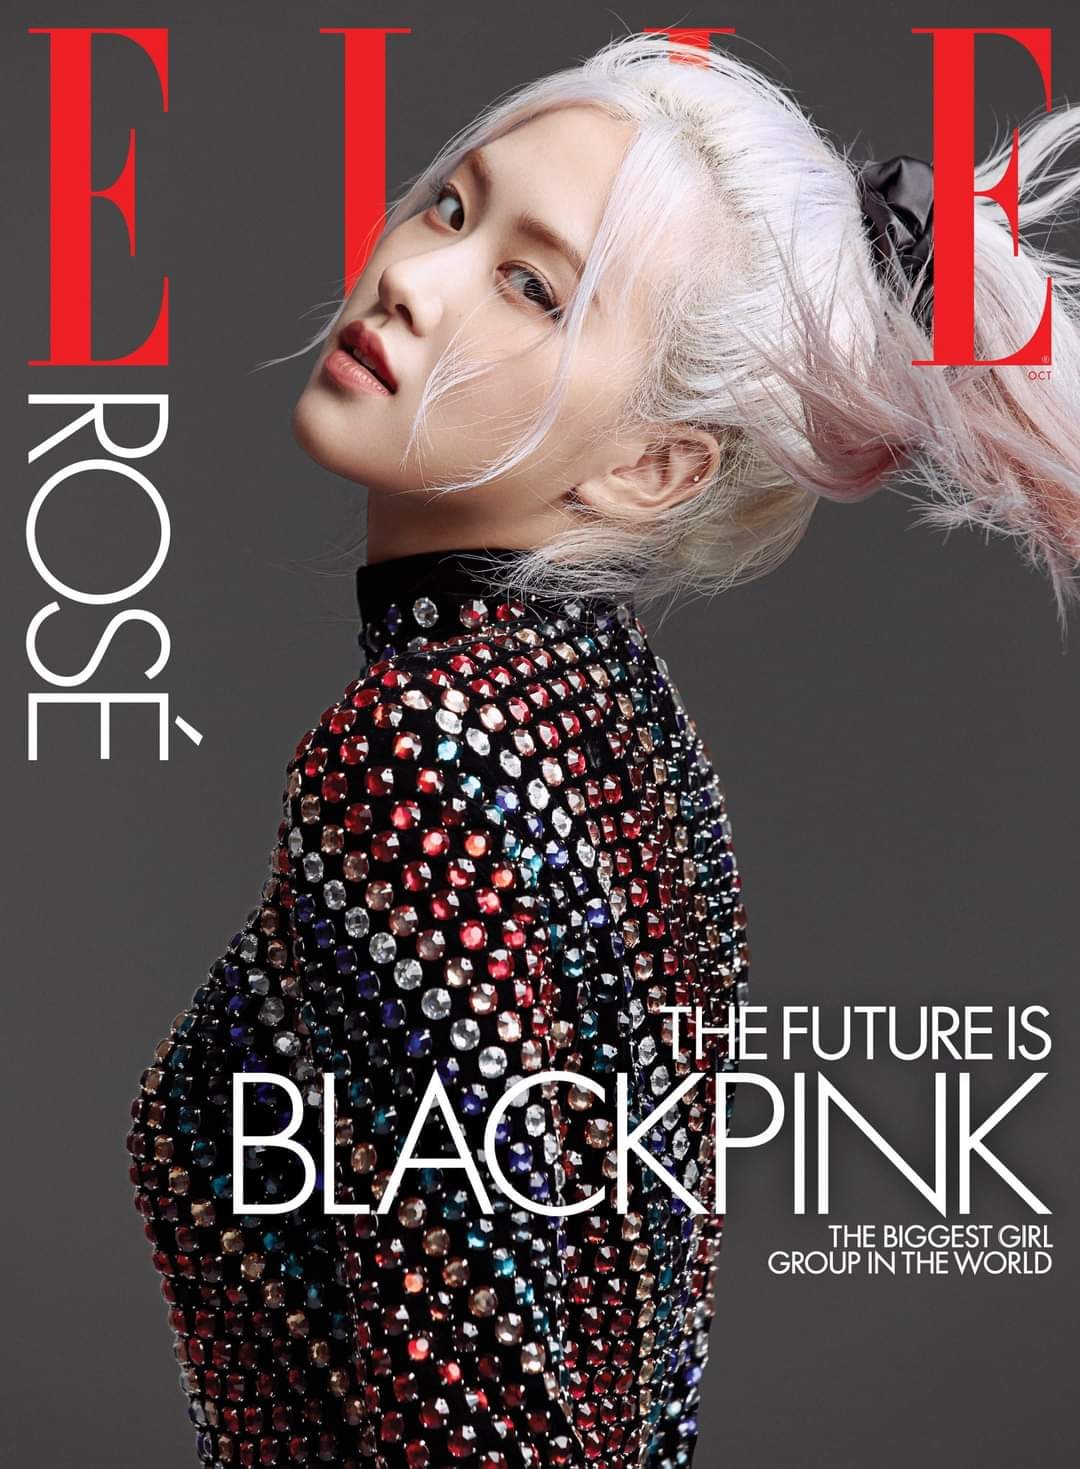 ELLE
®
OCT
ROSÉ
THE FUTURE IS
BLACKPINK
THE BIGGEST GIRL
GROUP IN THE WORLD